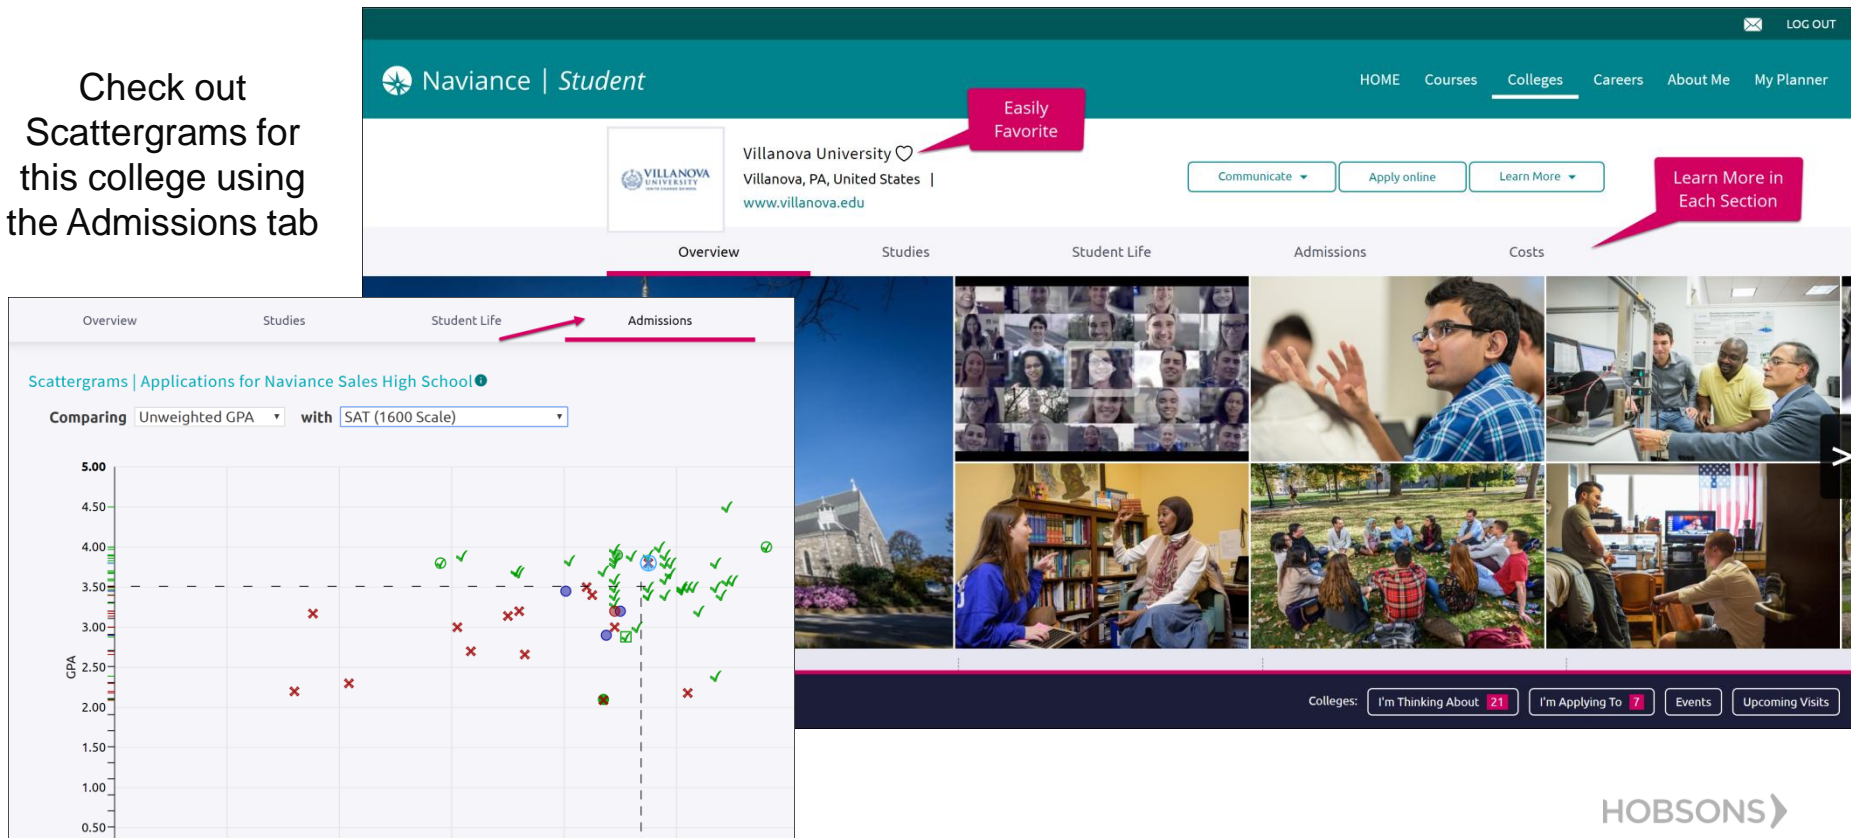 Check out
Scattergrams for
this college using
the Admissions tab
LOG OUT
Naviance | Student
HOME Courses Colleges Careers About Me My Planner
Easily
Favorite
VILLANOVA
UNIVERSITY
Villanova University
Villanova, PA, United States |
www.villanova.edu
Communicate Apply online Learn More
Learn More in
Each Section
Overview Studies Student Life Admissions Costs
Overview Studies Student Life Admissions
Scattergrams | Applications for Naviance Sales High School
Comparing Unweighted GPA with SAT (1600 Scale)
5.00
4.50
4.00
3.50
3.00
2.50
2.00
1.50
1.00
0.50
GPA
>
Colleges: I'm Thinking About 21 I'm Applying To 7 Events Upcoming Visits
HOBSONS